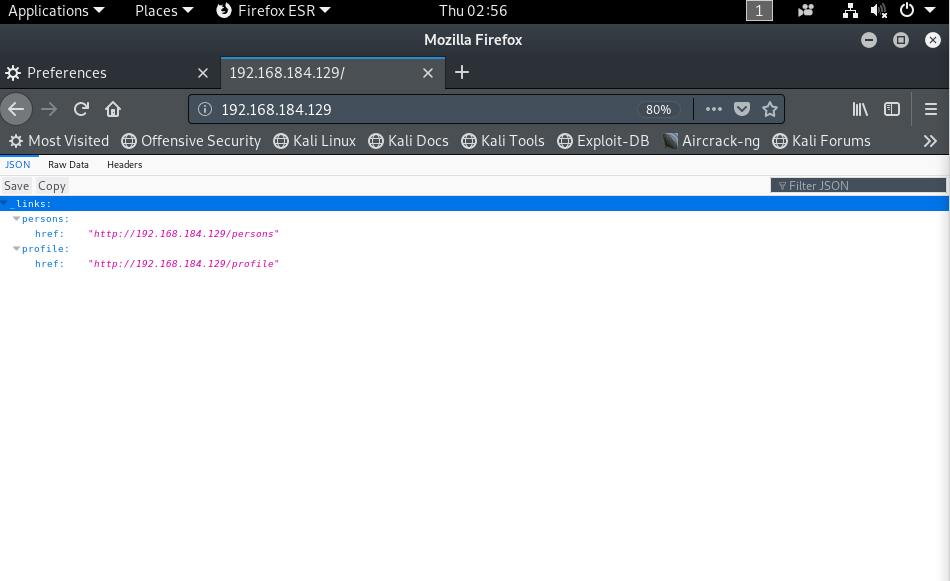 Applications Places Firefox ESR Thu 02:56 1
Mozilla Firefox
Preferences 192.168.184.129/
192.168.184.129 80%
Most Visited Offensive Security Kali Linux Kali Docs Kali Tools Exploit-DB Aircrack-ng Kali Forums
JSON Raw Data Headers
Save Copy Filter JSON
_links:
persons:
href: "http://192.168.184.129/persons"
profile:
href: "http://192.168.184.129/profile"